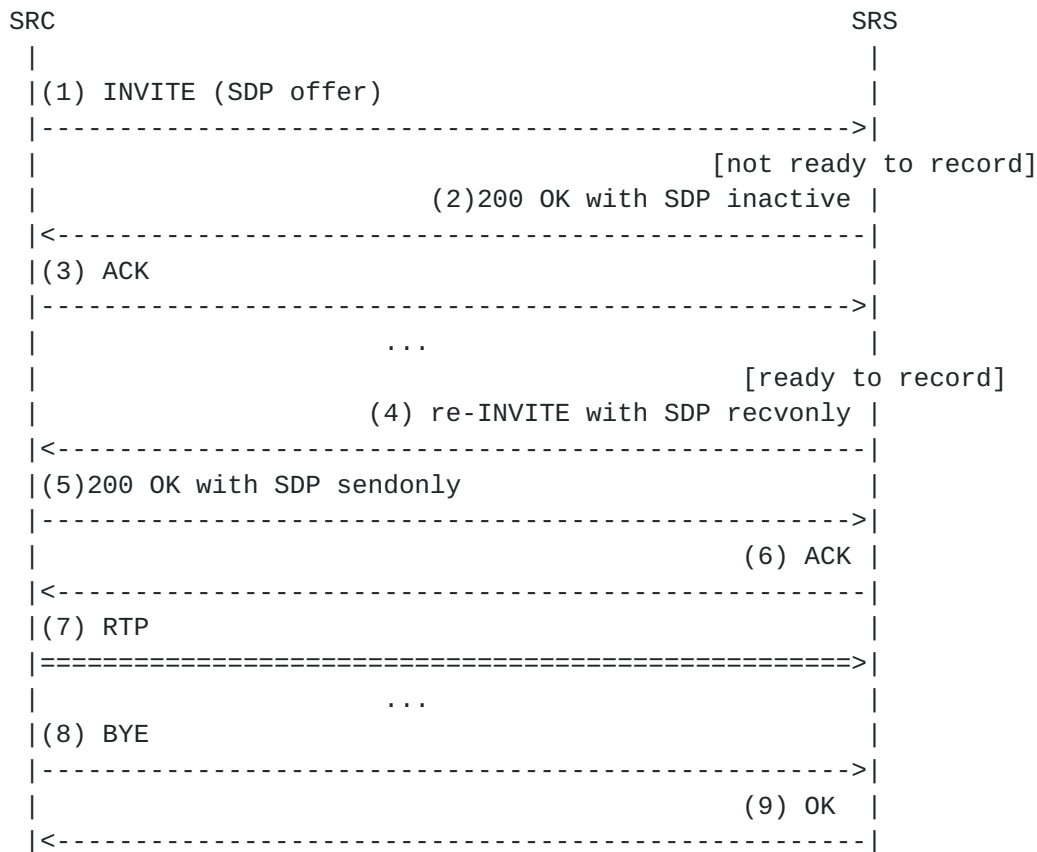 SRC                                                   SRS
 |                                                     |
 |(1) INVITE (SDP offer)                               |
 |---------------------------------------------------->|
 |                                           [not ready to record]
 |                         (2)200 OK with SDP inactive |
 |<----------------------------------------------------|
 |(3) ACK                                              |
 |---------------------------------------------------->|
 |                      ...                            |
 |                                             [ready to record]
 |                     (4) re-INVITE with SDP recvonly |
 |<----------------------------------------------------|
 |(5)200 OK with SDP sendonly                          |
 |---------------------------------------------------->|
 |                                             (6) ACK |
 |<----------------------------------------------------|
 |(7) RTP                                              |
 |====================================================>|
 |                      ...                            |
 |(8) BYE                                              |
 |---------------------------------------------------->|
 |                                             (9) OK  |
 |<----------------------------------------------------|